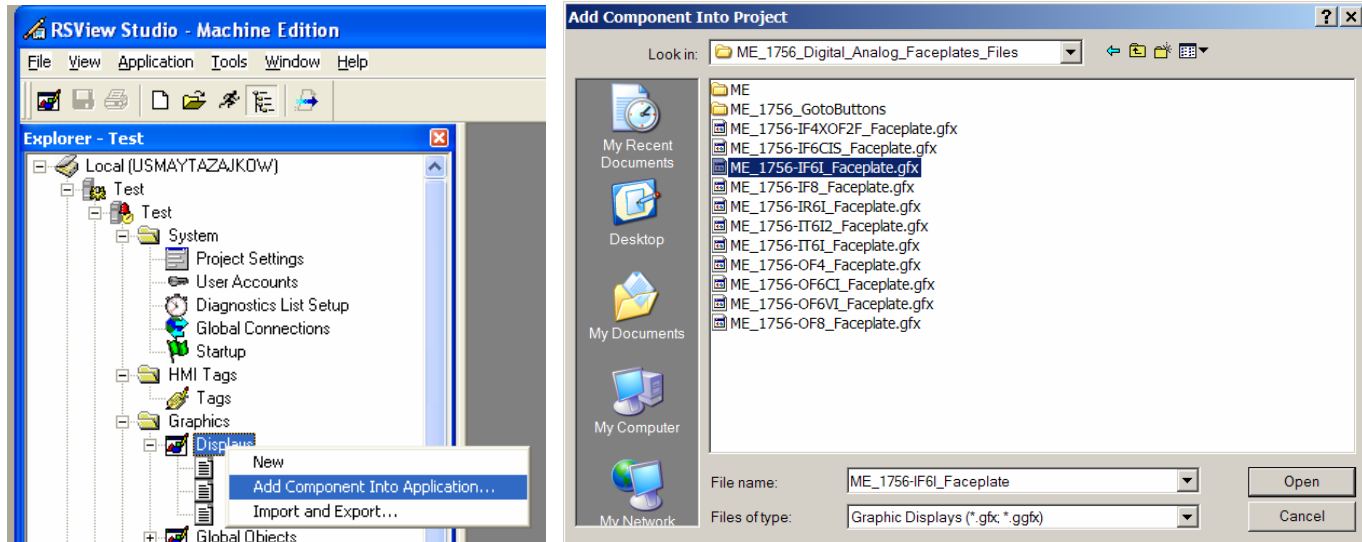 RSView Studio - Machine Edition
File View Application Tools Window Help
Explorer - Test
Local (USMAYTAZAJKOW)
Test
Test
System
Project Settings
User Accounts
Diagnostics List Setup
Global Connections
Startup
HMI Tags
Tags
Graphics
Displays
New
Add Component Into Application...
Import and Export...
Global Objects
Add Component Into Project
Look in: ME_1756_Digital_Analog_Faceplates_Files
My Recent Documents
Desktop
My Documents
My Computer
My Network
ME
ME_1756_GotoButtons
ME_1756-IF4XOF2F_Faceplate.gfx
ME_1756-IF6CIS_Faceplate.gfx
ME_1756-IF6I_Faceplate.gfx
ME_1756-IF8_Faceplate.gfx
ME_1756-IR6I_Faceplate.gfx
ME_1756-IT6I2_Faceplate.gfx
ME_1756-IT6I_Faceplate.gfx
ME_1756-OF4_Faceplate.gfx
ME_1756-OF6CI_Faceplate.gfx
ME_1756-OF6VI_Faceplate.gfx
ME_1756-OF8_Faceplate.gfx
File name: ME_1756-IF6I_Faceplate Open
Files of type: Graphic Displays (*.gfx; *.ggfx) Cancel